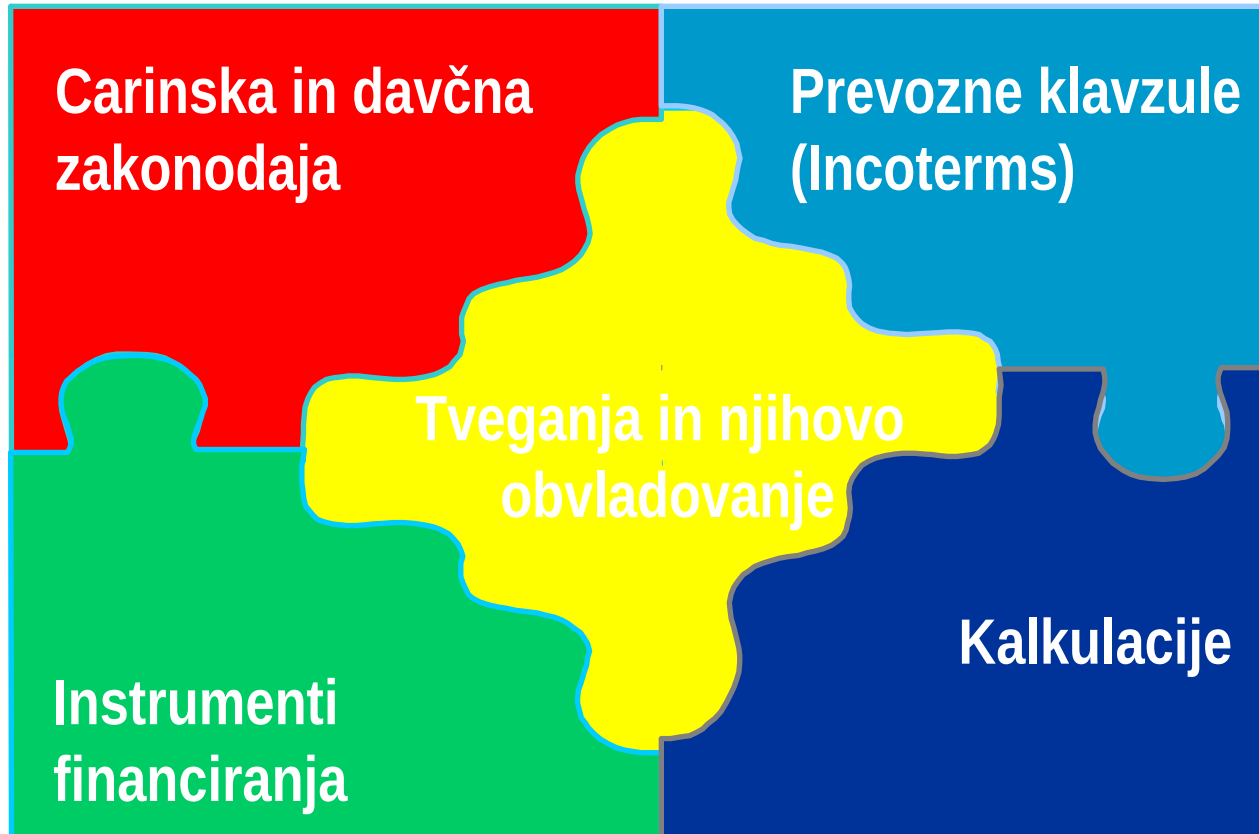 Carinska in davčna
zakonodaja
Prevozne klavzule
(Incoterms)
Tveganja in njihovo
obvladovanje
Kalkulacije
Instrumenti
financiranja